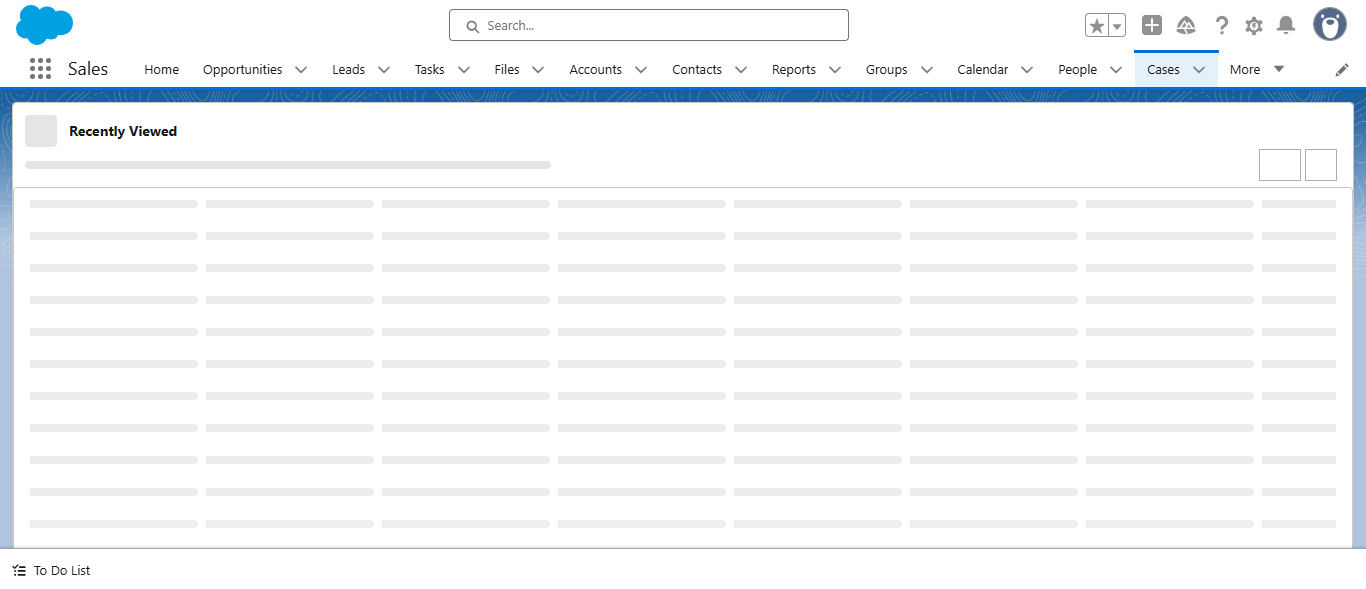 Search...
Sales
Home
Opportunities
Leads
Tasks
Files
Accounts
Contacts
Reports
Groups
Calendar
People
Cases
More
Recently Viewed
To Do List